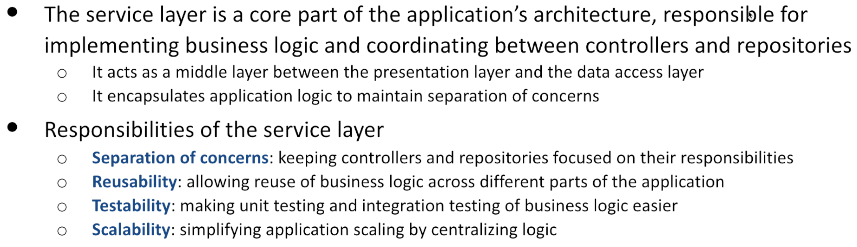 ● The service layer is a core part of the application's architecture, responsible for
implementing business logic and coordinating between controllers and repositories
○ It acts as a middle layer between the presentation layer and the data access layer
○ It encapsulates application logic to maintain separation of concerns
● Responsibilities of the service layer
○ Separation of concerns: keeping controllers and repositories focused on their responsibilities
○ Reusability: allowing reuse of business logic across different parts of the application
○ Testability: making unit testing and integration testing of business logic easier
○ Scalability: simplifying application scaling by centralizing logic